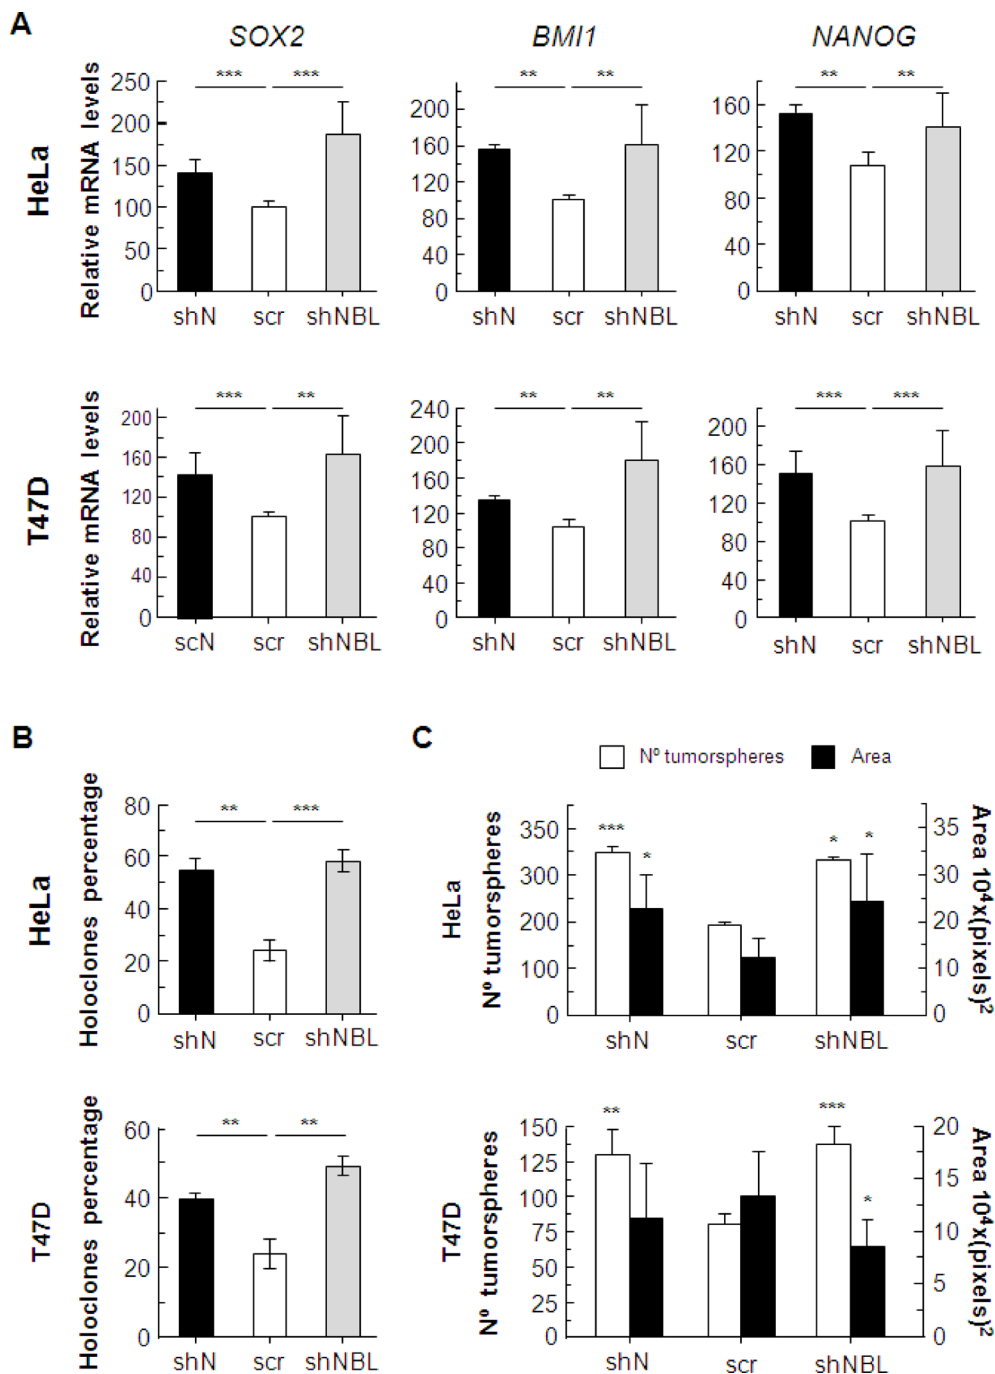 A
SOX2 BMI1 NANOG
HeLa
Relative mRNA levels
250
200
150
100
50
0
*** ***
shN scr shNBL
200
160
120
80
40
0
** **
shN scr shNBL
160
120
80
40
0
** **
shN scr shNBL
T47D
Relative mRNA levels
200
160
120
80
40
0
*** **
scN scr shNBL
240
200
160
120
80
40
0
** **
shN scr shNBL
200
160
120
80
40
0
*** ***
shN scr shNBL
B
HeLa
Holoclones percentage
80
60
40
20
0
** ***
shN scr shNBL
T47D
Holoclones percentage
60
40
20
0
** **
shN scr shNBL
C
Nº tumorspheres Area
HeLa
Nº tumorspheres
350
300
200
100
0
*** * * *
35
30
20
10
0
Area 10⁴x(pixels)²
shN scr shNBL
T47D
Nº tumorspheres
150
125
100
75
50
25
0
** *** *
20
15
10
5
0
Area 10⁴x(pixels)²
shN scr shNBL